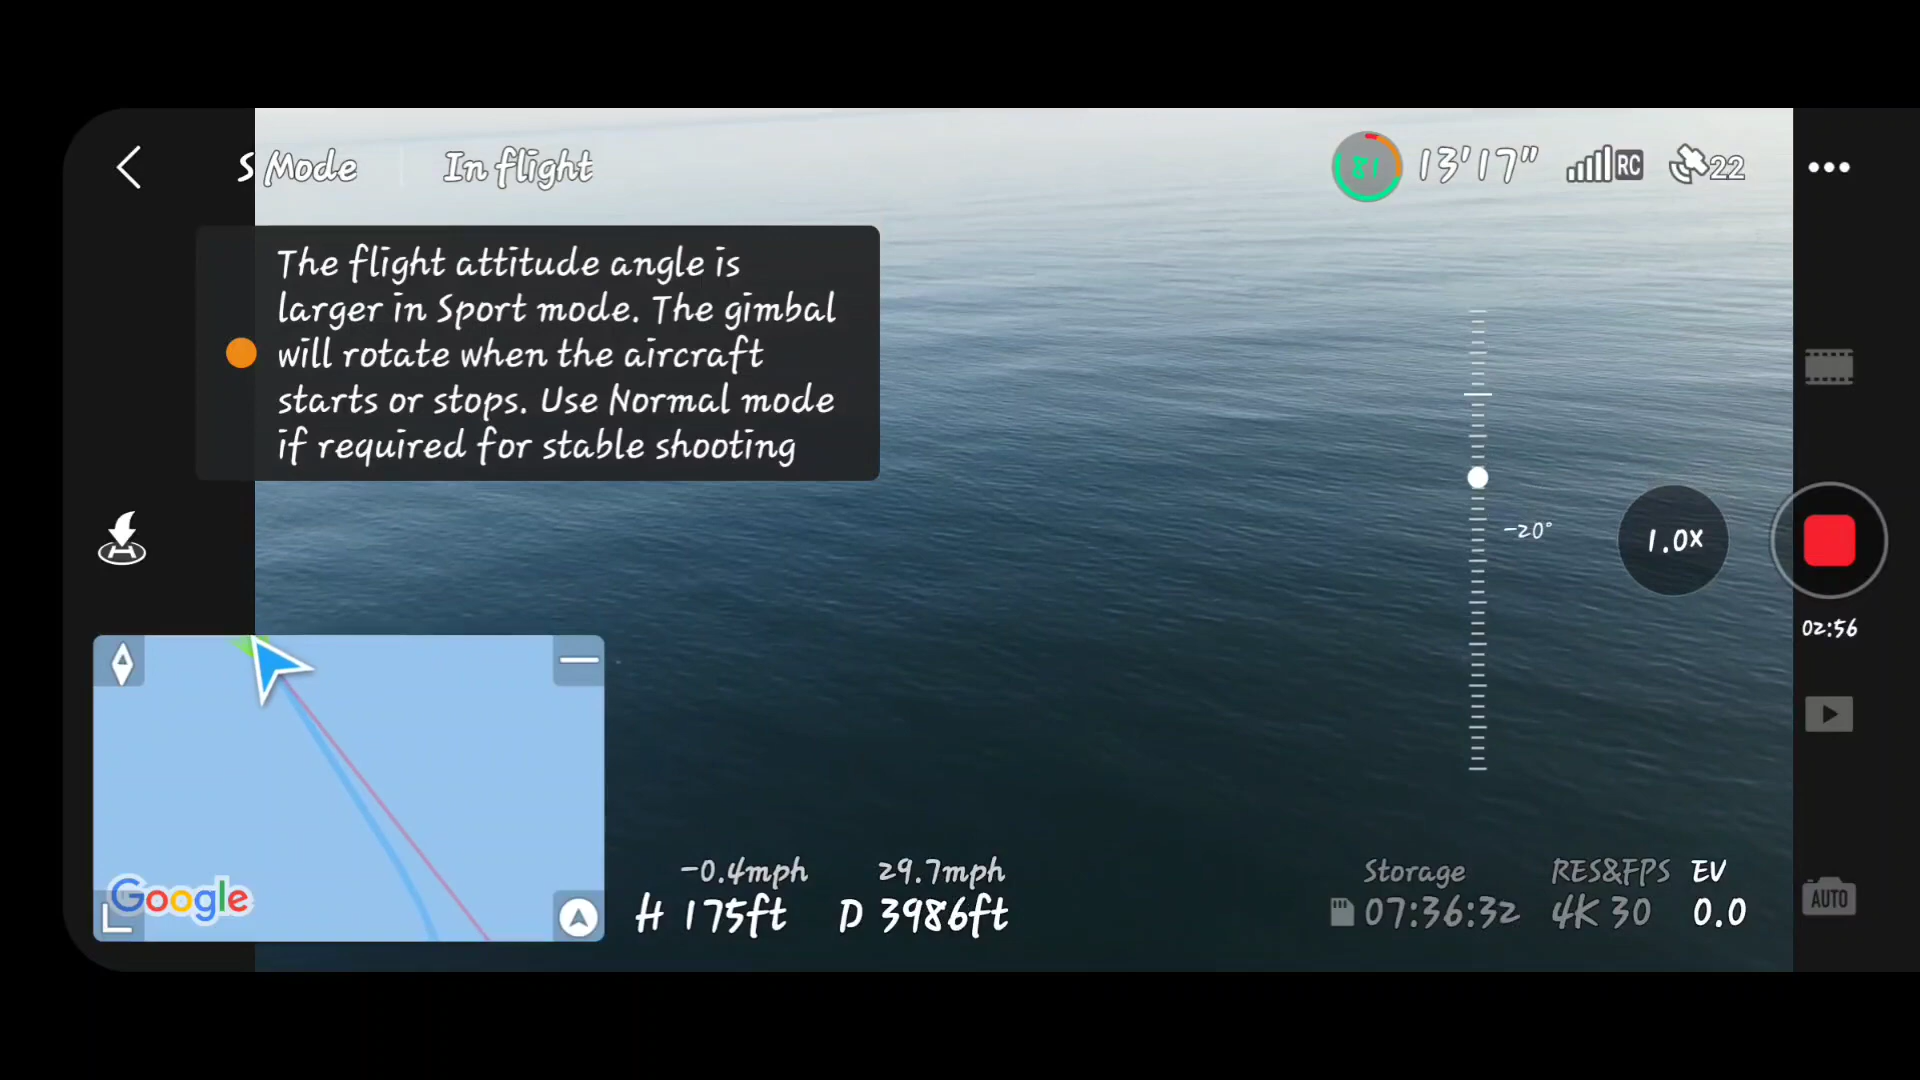 S Mode
In flight
81
13'17"
RC
22
The flight attitude angle is
larger in Sport mode. The gimbal
will rotate when the aircraft
starts or stops. Use Normal mode
if required for stable shooting
-20°
1.0X
02:56
Google
-0.4mph
29.7mph
H 175ft
D 3986ft
Storage
RES&FPS
EV
07:36:32
4K 30
0.0
AUTO